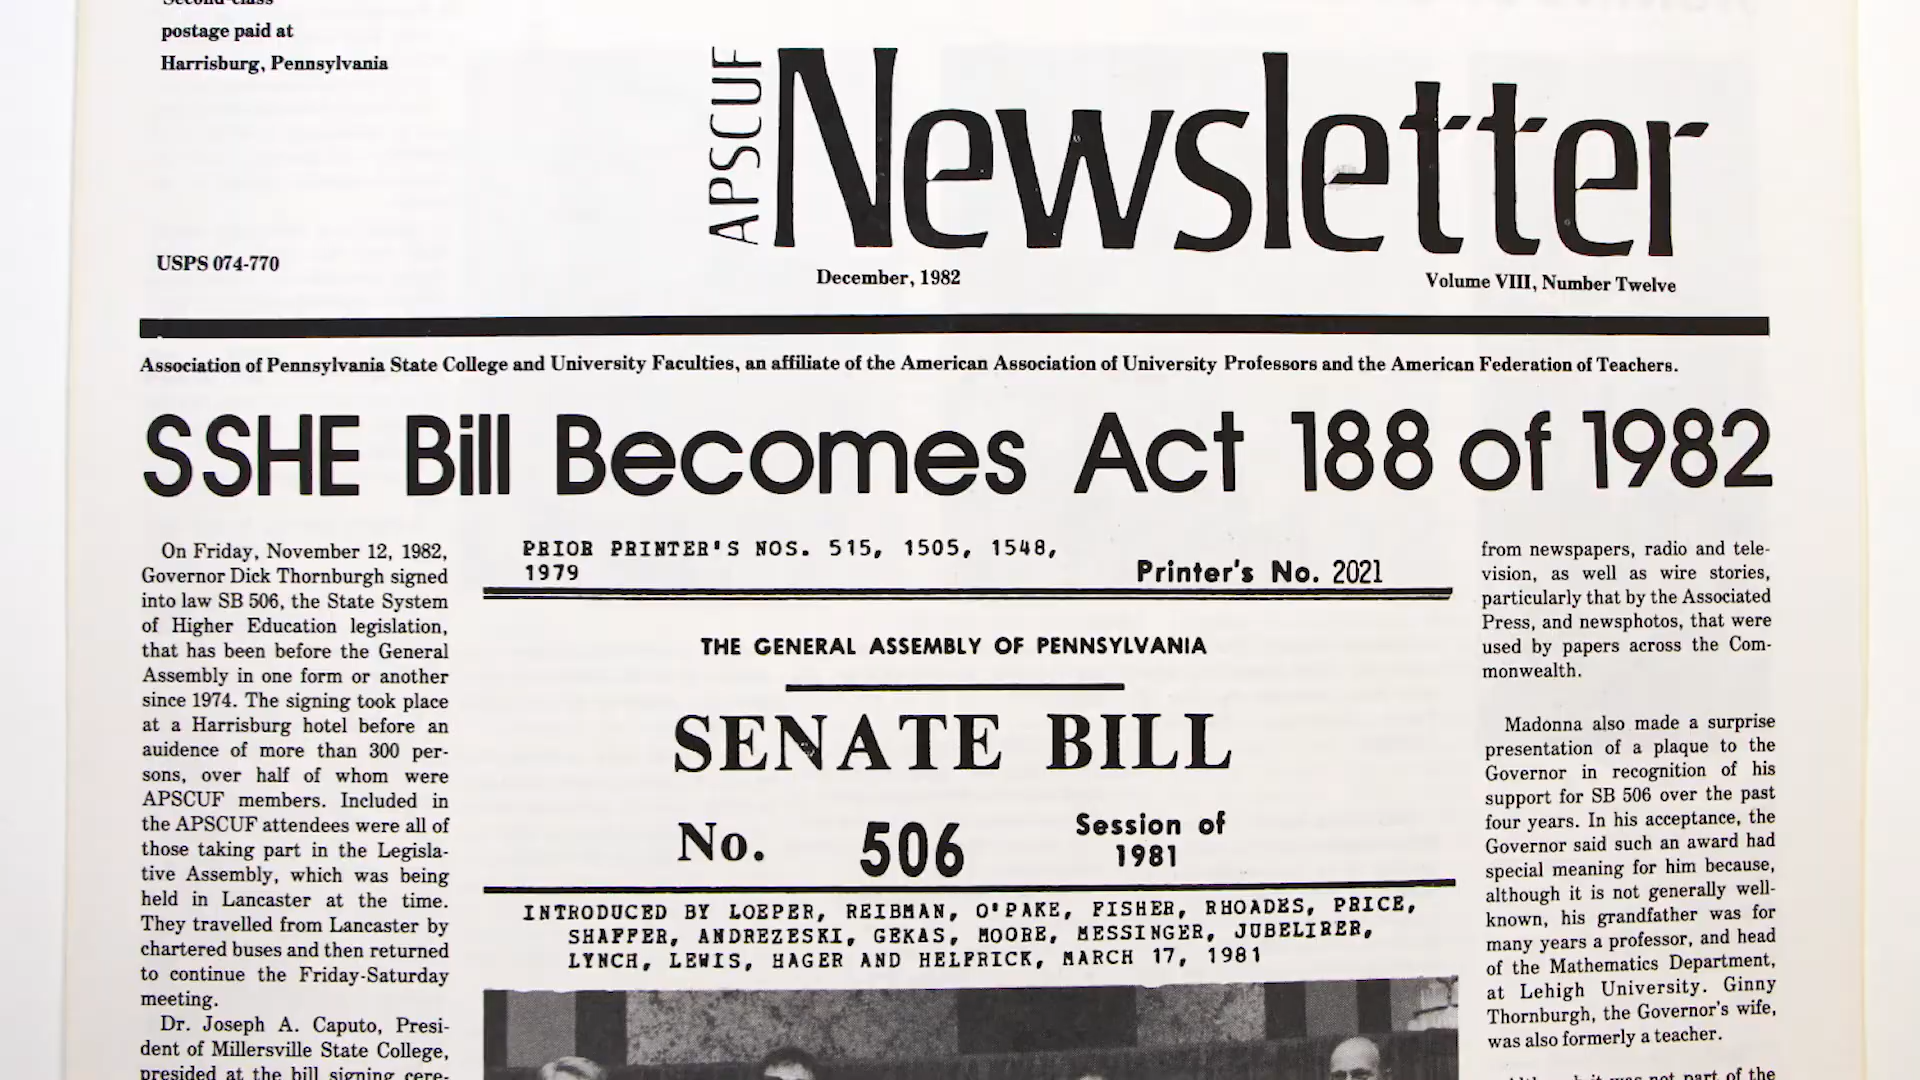 Second-class
postage paid at
Harrisburg, Pennsylvania
APSCUF
Newsletter
USPS 074-770
December, 1982
Volume VIII, Number Twelve
Association of Pennsylvania State College and University Faculties, an affiliate of the American Association of University Professors and the American Federation of Teachers.
SSHE Bill Becomes Act 188 of 1982
On Friday, November 12, 1982,
Governor Dick Thornburgh signed
into law SB 506, the State System
of Higher Education legislation,
that has been before the General
Assembly in one form or another
since 1974. The signing took place
at a Harrisburg hotel before an
auidence of more than 300 per-
sons, over half of whom were
APSCUF members. Included in
the APSCUF attendees were all of
those taking part in the Legisla-
tive Assembly, which was being
held in Lancaster at the time.
They travelled from Lancaster by
chartered buses and then returned
to continue the Friday-Saturday
meeting.
Dr. Joseph A. Caputo, Presi-
dent of Millersville State College,
presided at the bill signing cere-
PRIOR PRINTER'S NOS. 515, 1505, 1548,
1979
Printer's No. 2021
THE GENERAL ASSEMBLY OF PENNSYLVANIA
SENATE BILL
No. 506
Session of
1981
INTRODUCED BY LOEPER, REIBMAN, O'PAKE, FISHER, RHOADES, PRICE,
SHAFFER, ANDREZESKI, GEKAS, MOORE, MESSINGER, JUBELIRER,
LYNCH, LEWIS, HAGER AND HELFRICK, MARCH 17, 1981
from newspapers, radio and tele-
vision, as well as wire stories,
particularly that by the Associated
Press, and newsphotos, that were
used by papers across the Com-
monwealth.
Madonna also made a surprise
presentation of a plaque to the
Governor in recognition of his
support for SB 506 over the past
four years. In his acceptance, the
Governor said such an award had
special meaning for him because,
although it is not generally well-
known, his grandfather was for
many years a professor, and head
of the Mathematics Department,
at Lehigh University. Ginny
Thornburgh, the Governor's wife,
was also formerly a teacher.
Although it was not part of the